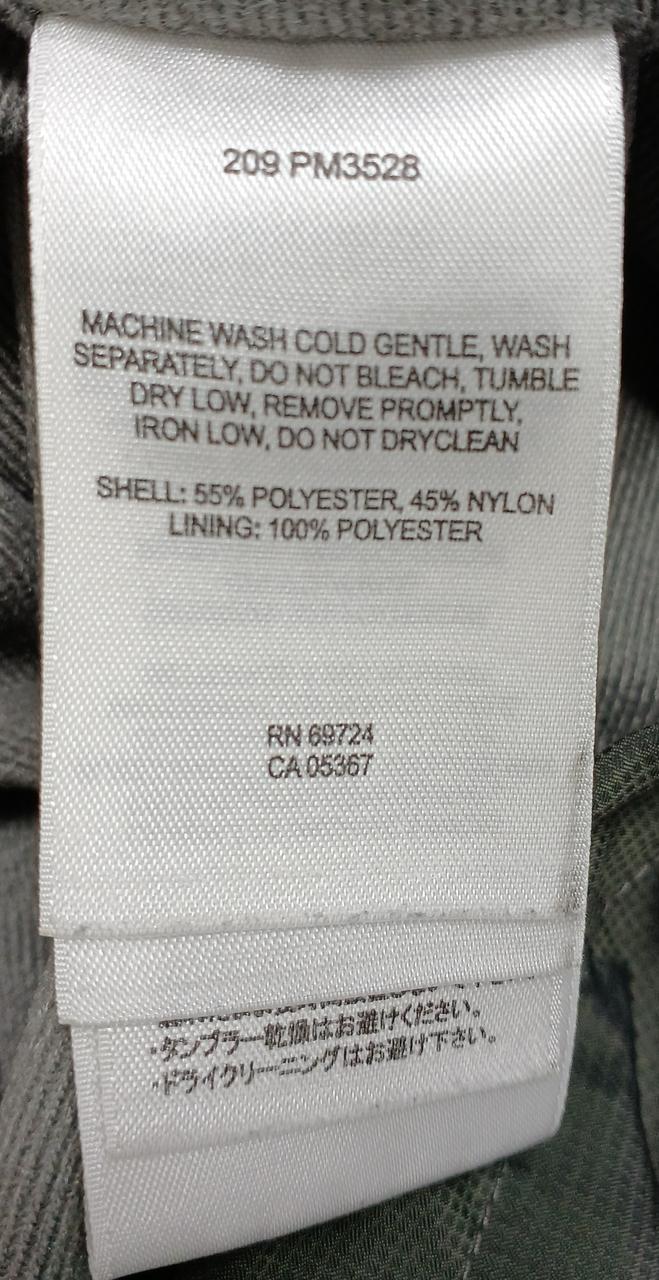 209 PM3528
MACHINE WASH COLD GENTLE, WASH
SEPARATELY, DO NOT BLEACH, TUMBLE
DRY LOW, REMOVE PROMPTLY,
IRON LOW, DO NOT DRYCLEAN
SHELL: 55% POLYESTER, 45% NYLON
LINING: 100% POLYESTER
RN 69724
CA 05367
・タンブラー乾燥はお避けください。
・ドライクリーニングはお避け下さい。